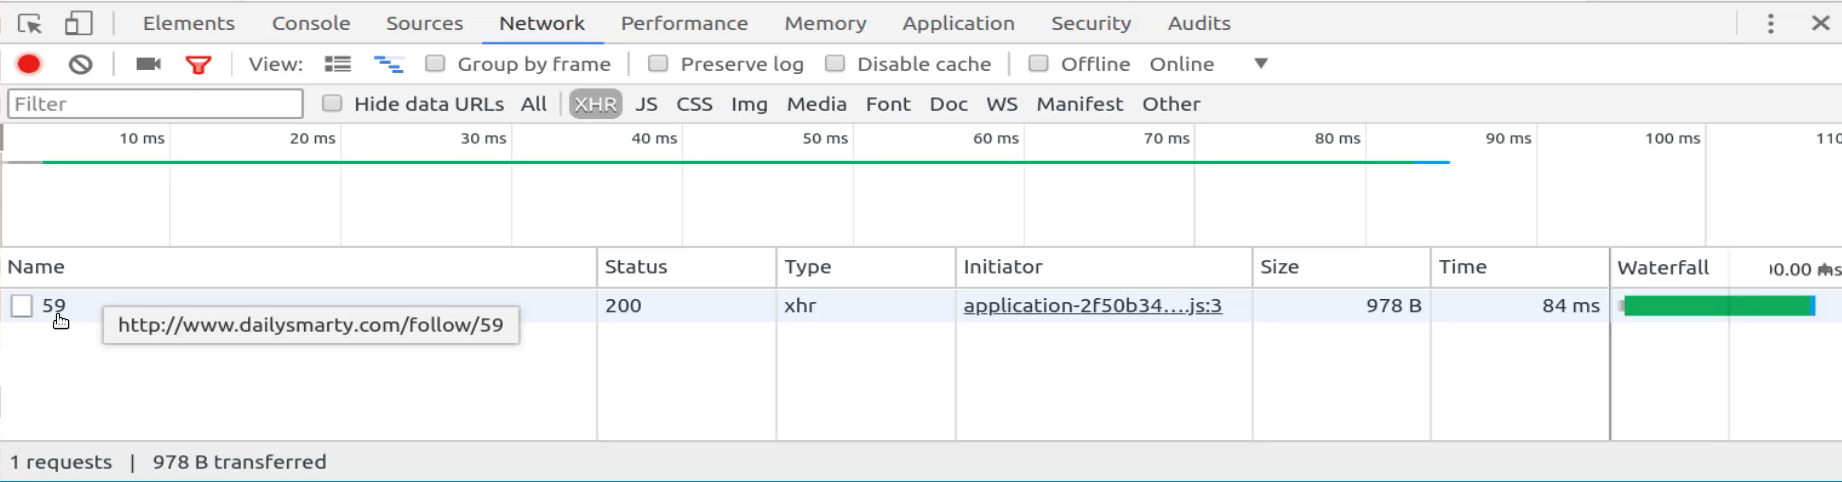 Elements Console Sources Network Performance Memory Application Security Audits
View: Group by frame Preserve log Disable cache Offline Online
Filter Hide data URLs All XHR JS CSS Img Media Font Doc WS Manifest Other
10 ms 20 ms 30 ms 40 ms 50 ms 60 ms 70 ms 80 ms 90 ms 100 ms 110
Name Status Type Initiator Size Time Waterfall
59 200 xhr application-2f50b34....js:3 978 B 84 ms
http://www.dailysmarty.com/follow/59
1 requests | 978 B transferred